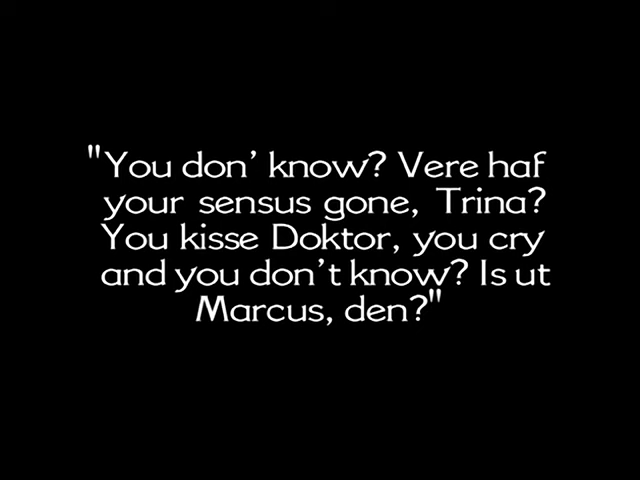 "You don' know? Vere haf
your sensus gone, Trina?
You kisse Doktor, you cry
and you don't know? Is ut
Marcus, den?"